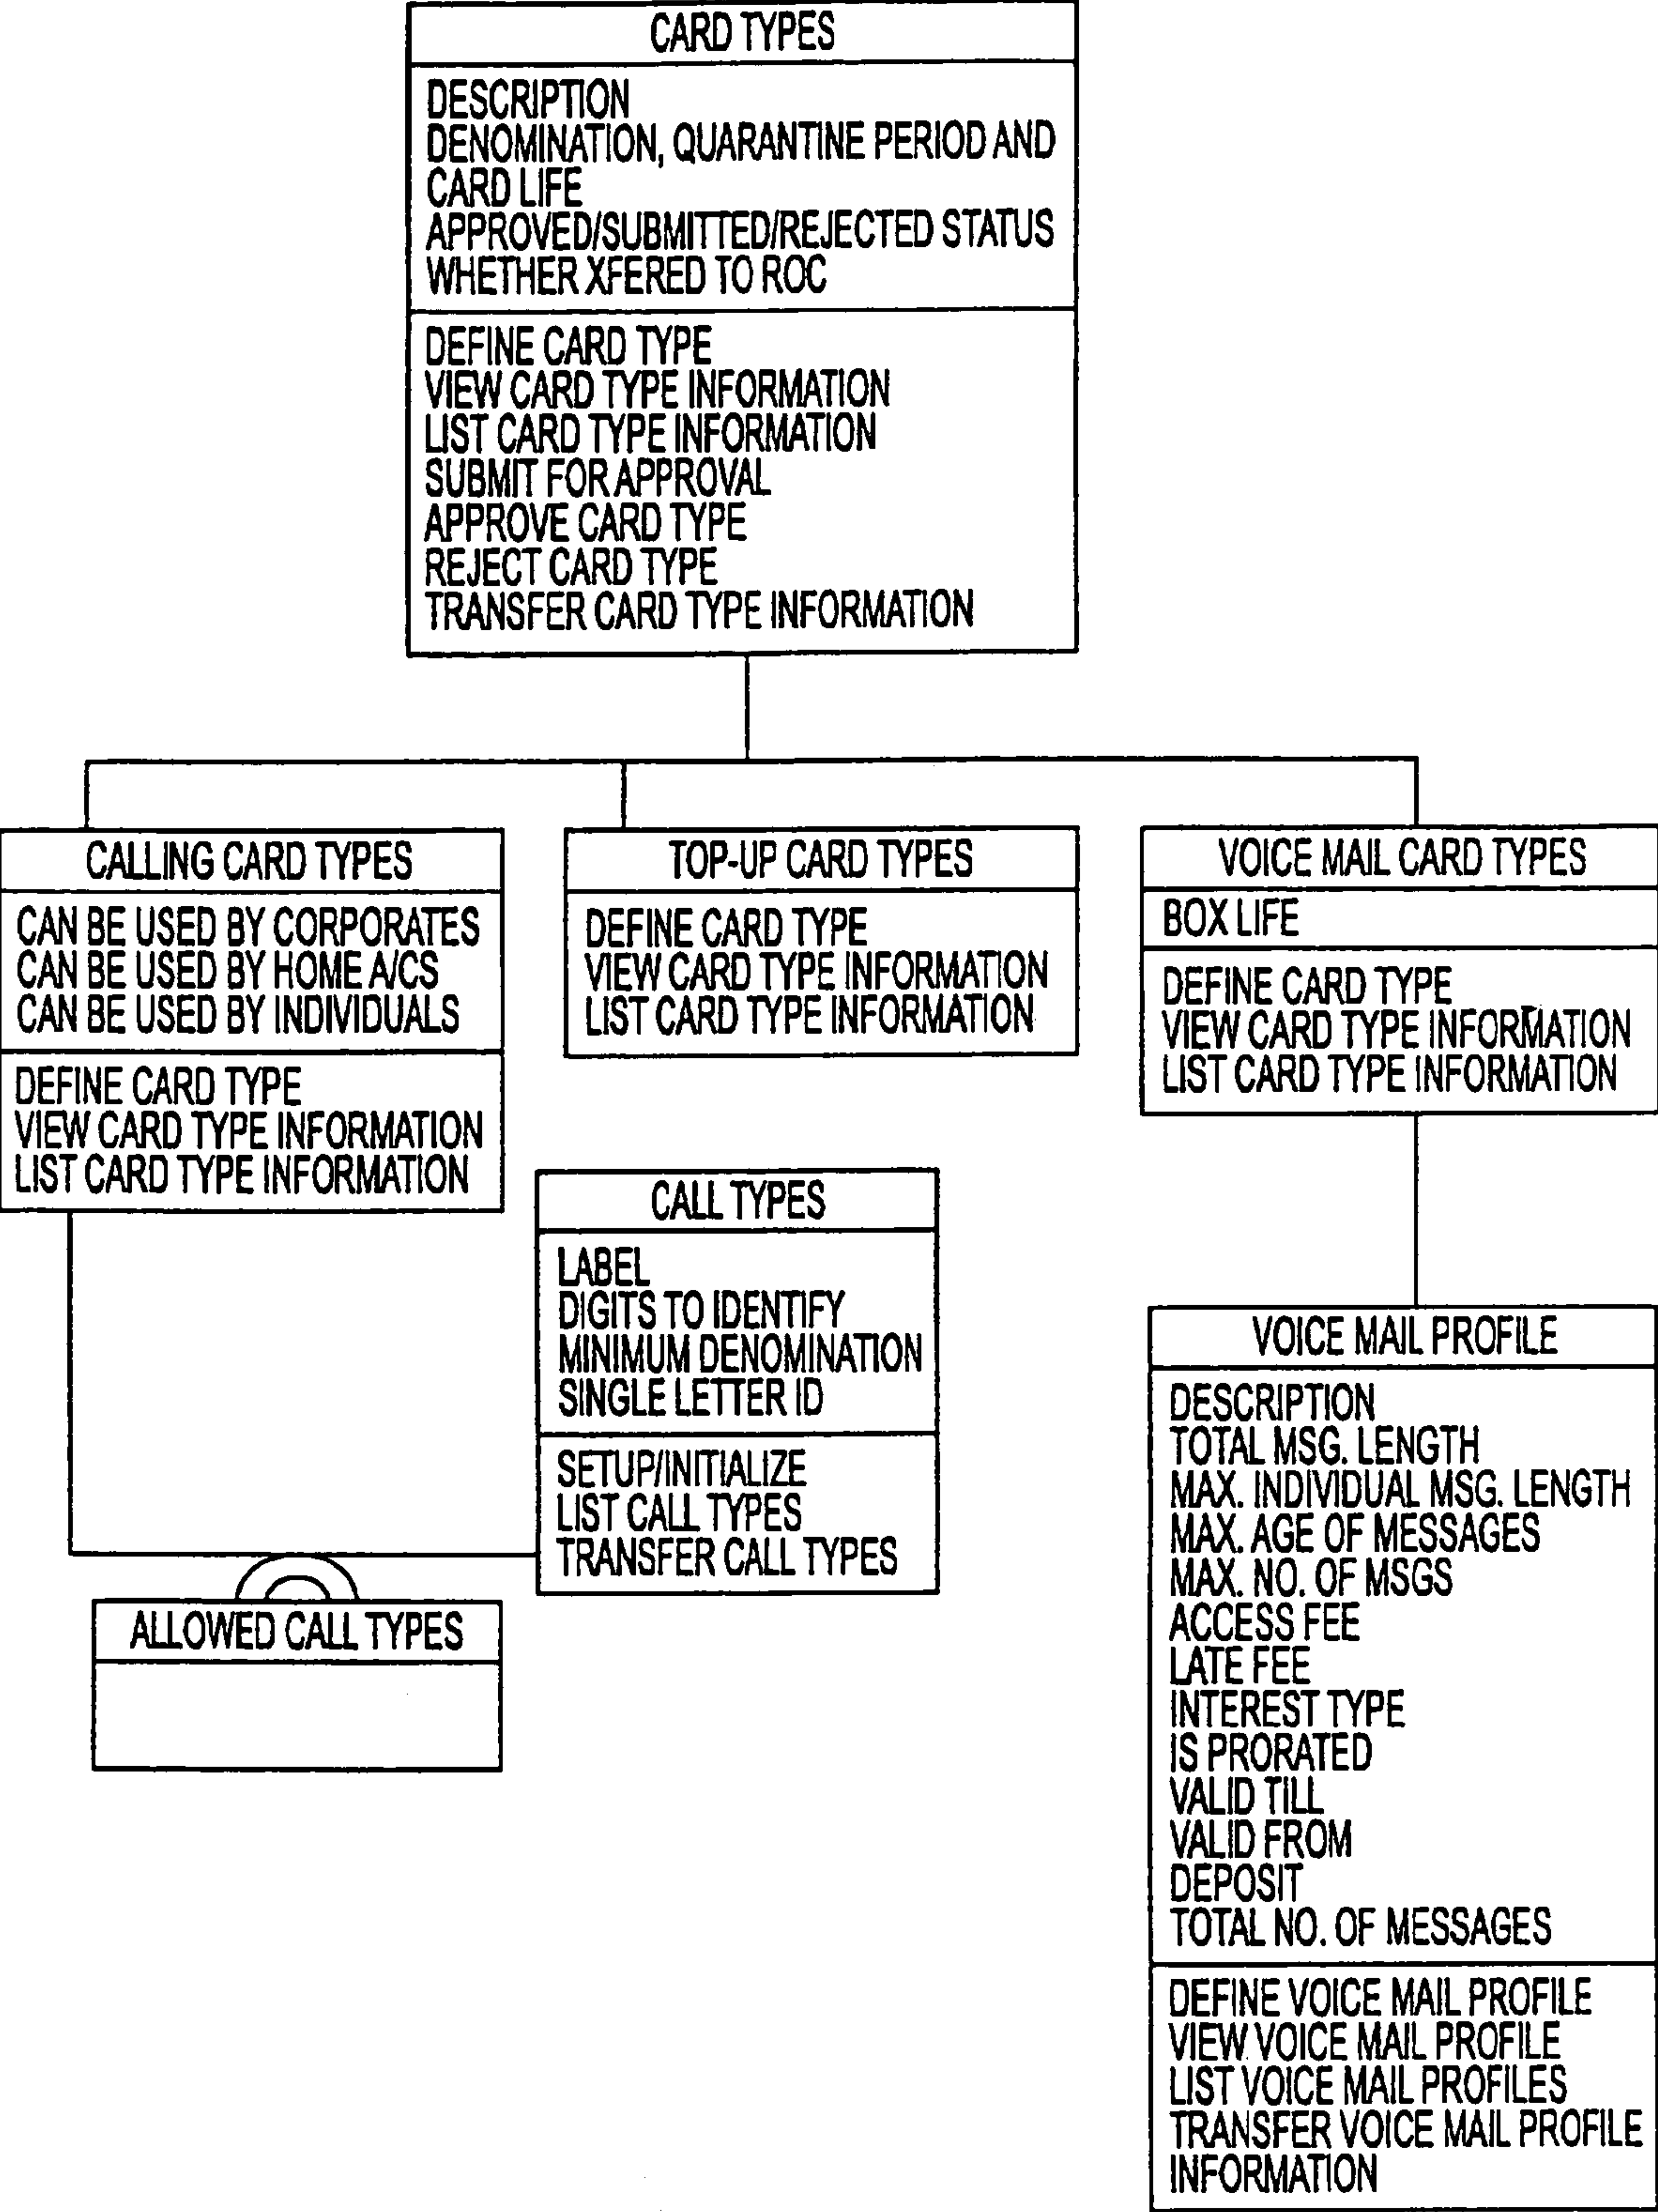 CARD TYPES
DESCRIPTION
DENOMINATION, QUARANTINE PERIOD AND
CARD LIFE
APPROVED/SUBMITTED/REJECTED STATUS
WHETHER XFERED TO ROC
DEFINE CARD TYPE
VIEW CARD TYPE INFORMATION
LIST CARD TYPE INFORMATION
SUBMIT FOR APPROVAL
APPROVE CARD TYPE
REJECT CARD TYPE
TRANSFER CARD TYPE INFORMATION
CALLING CARD TYPES
CAN BE USED BY CORPORATES
CAN BE USED BY HOME A/CS
CAN BE USED BY INDIVIDUALS
DEFINE CARD TYPE
VIEW CARD TYPE INFORMATION
LIST CARD TYPE INFORMATION
TOP-UP CARD TYPES
DEFINE CARD TYPE
VIEW CARD TYPE INFORMATION
LIST CARD TYPE INFORMATION
VOICE MAIL CARD TYPES
BOX LIFE
DEFINE CARD TYPE
VIEW CARD TYPE INFORMATION
LIST CARD TYPE INFORMATION
CALL TYPES
LABEL
DIGITS TO IDENTIFY
MINIMUM DENOMINATION
SINGLE LETTER ID
SETUP/INITIALIZE
LIST CALL TYPES
TRANSFER CALL TYPES
ALLOWED CALL TYPES
VOICE MAIL PROFILE
DESCRIPTION
TOTAL MSG. LENGTH
MAX. INDIVIDUAL MSG. LENGTH
MAX. AGE OF MESSAGES
MAX. NO. OF MSGS
ACCESS FEE
LATE FEE
INTEREST TYPE
IS PRORATED
VALID TILL
VALID FROM
DEPOSIT
TOTAL NO. OF MESSAGES
DEFINE VOICE MAIL PROFILE
VIEW VOICE MAIL PROFILE
LIST VOICE MAIL PROFILES
TRANSFER VOICE MAIL PROFILE
INFORMATION